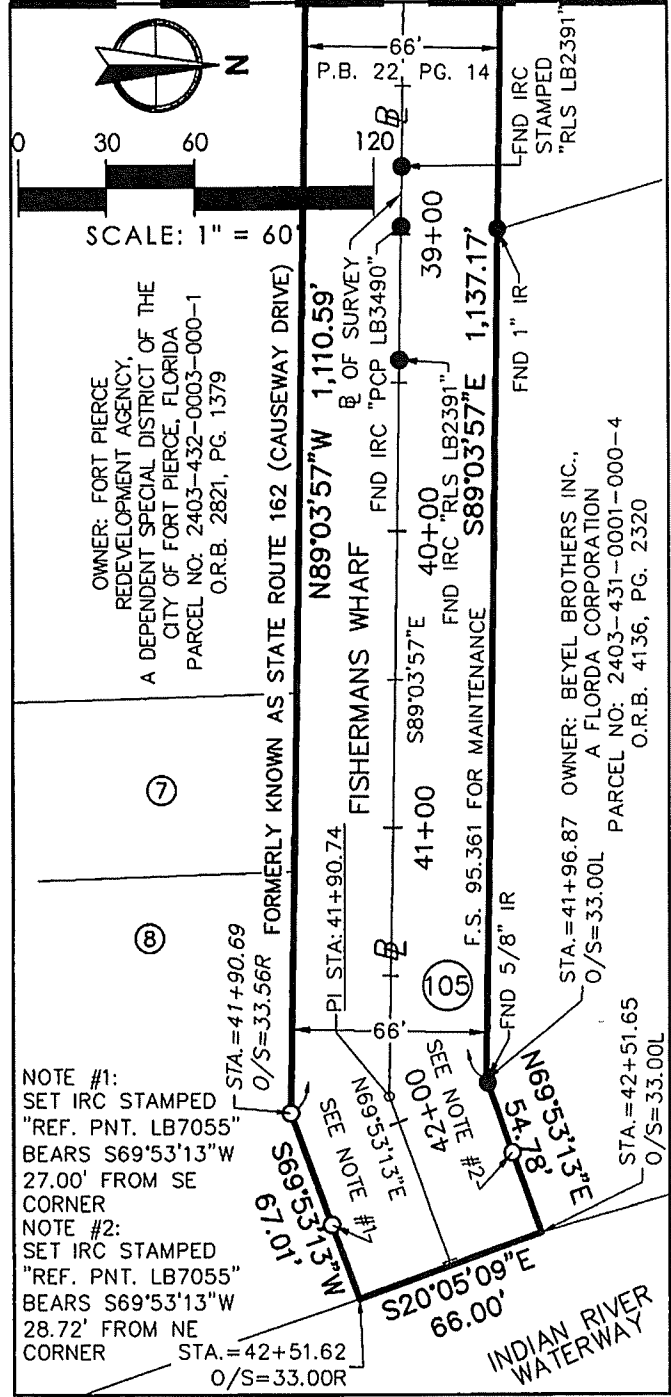 66'
P.B. 22, PG. 14
N
0 30 60 120
SCALE: 1" = 60'
FND IRC
STAMPED
"RLS LB2391"
BL
39+00
OWNER: FORT PIERCE
REDEVELOPMENT AGENCY,
A DEPENDENT SPECIAL DISTRICT OF THE
CITY OF FORT PIERCE, FLORIDA
PARCEL NO: 2403-432-0003-000-1
O.R.B. 2821, PG. 1379
FORMERLY KNOWN AS STATE ROUTE 162 (CAUSEWAY DRIVE)
N89°03'57"W 1,110.59'
BL OF SURVEY
FND IRC "PCP LB3490"
S89°03'57"E 1,137.17'
FND 1" IR
FISHERMANS WHARF
40+00
FND IRC "RLS LB2391"
S89°03'57"E
F.S. 95.361 FOR MAINTENANCE
OWNER: BEYEL BROTHERS INC.,
A FLORDA CORPORATION
PARCEL NO: 2403-431-0001-000-4
O.R.B. 4136, PG. 2320
7
8
41+00
PI STA: 41+90.74
BL
105
66'
STA.=41+90.69
O/S=33.56R
FND 5/8" IR
STA.=41+96.87
O/S=33.00L
NOTE #1:
SET IRC STAMPED
"REF. PNT. LB7055"
BEARS S69°53'13"W
27.00' FROM SE
CORNER
NOTE #2:
SET IRC STAMPED
"REF. PNT. LB7055"
BEARS S69°53'13"W
28.72' FROM NE
CORNER
SEE NOTE #1
N69°53'13"E
42+00
SEE NOTE #2
N69°53'13"E
54.78'
S69°53'13"W
67.01'
S20°05'09"E
66.00'
STA.=42+51.65
O/S=33.00L
STA.=42+51.62
O/S=33.00R
INDIAN RIVER
WATERWAY